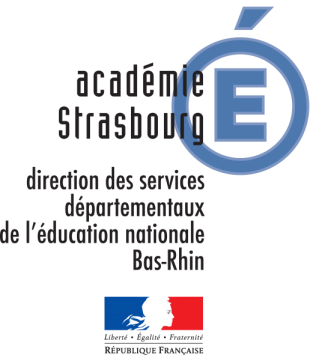 académie
Strasbourg
É
direction des services
départementaux
de l'éducation nationale
Bas-Rhin
Liberté • Égalité • Fraternité
RÉPUBLIQUE FRANÇAISE